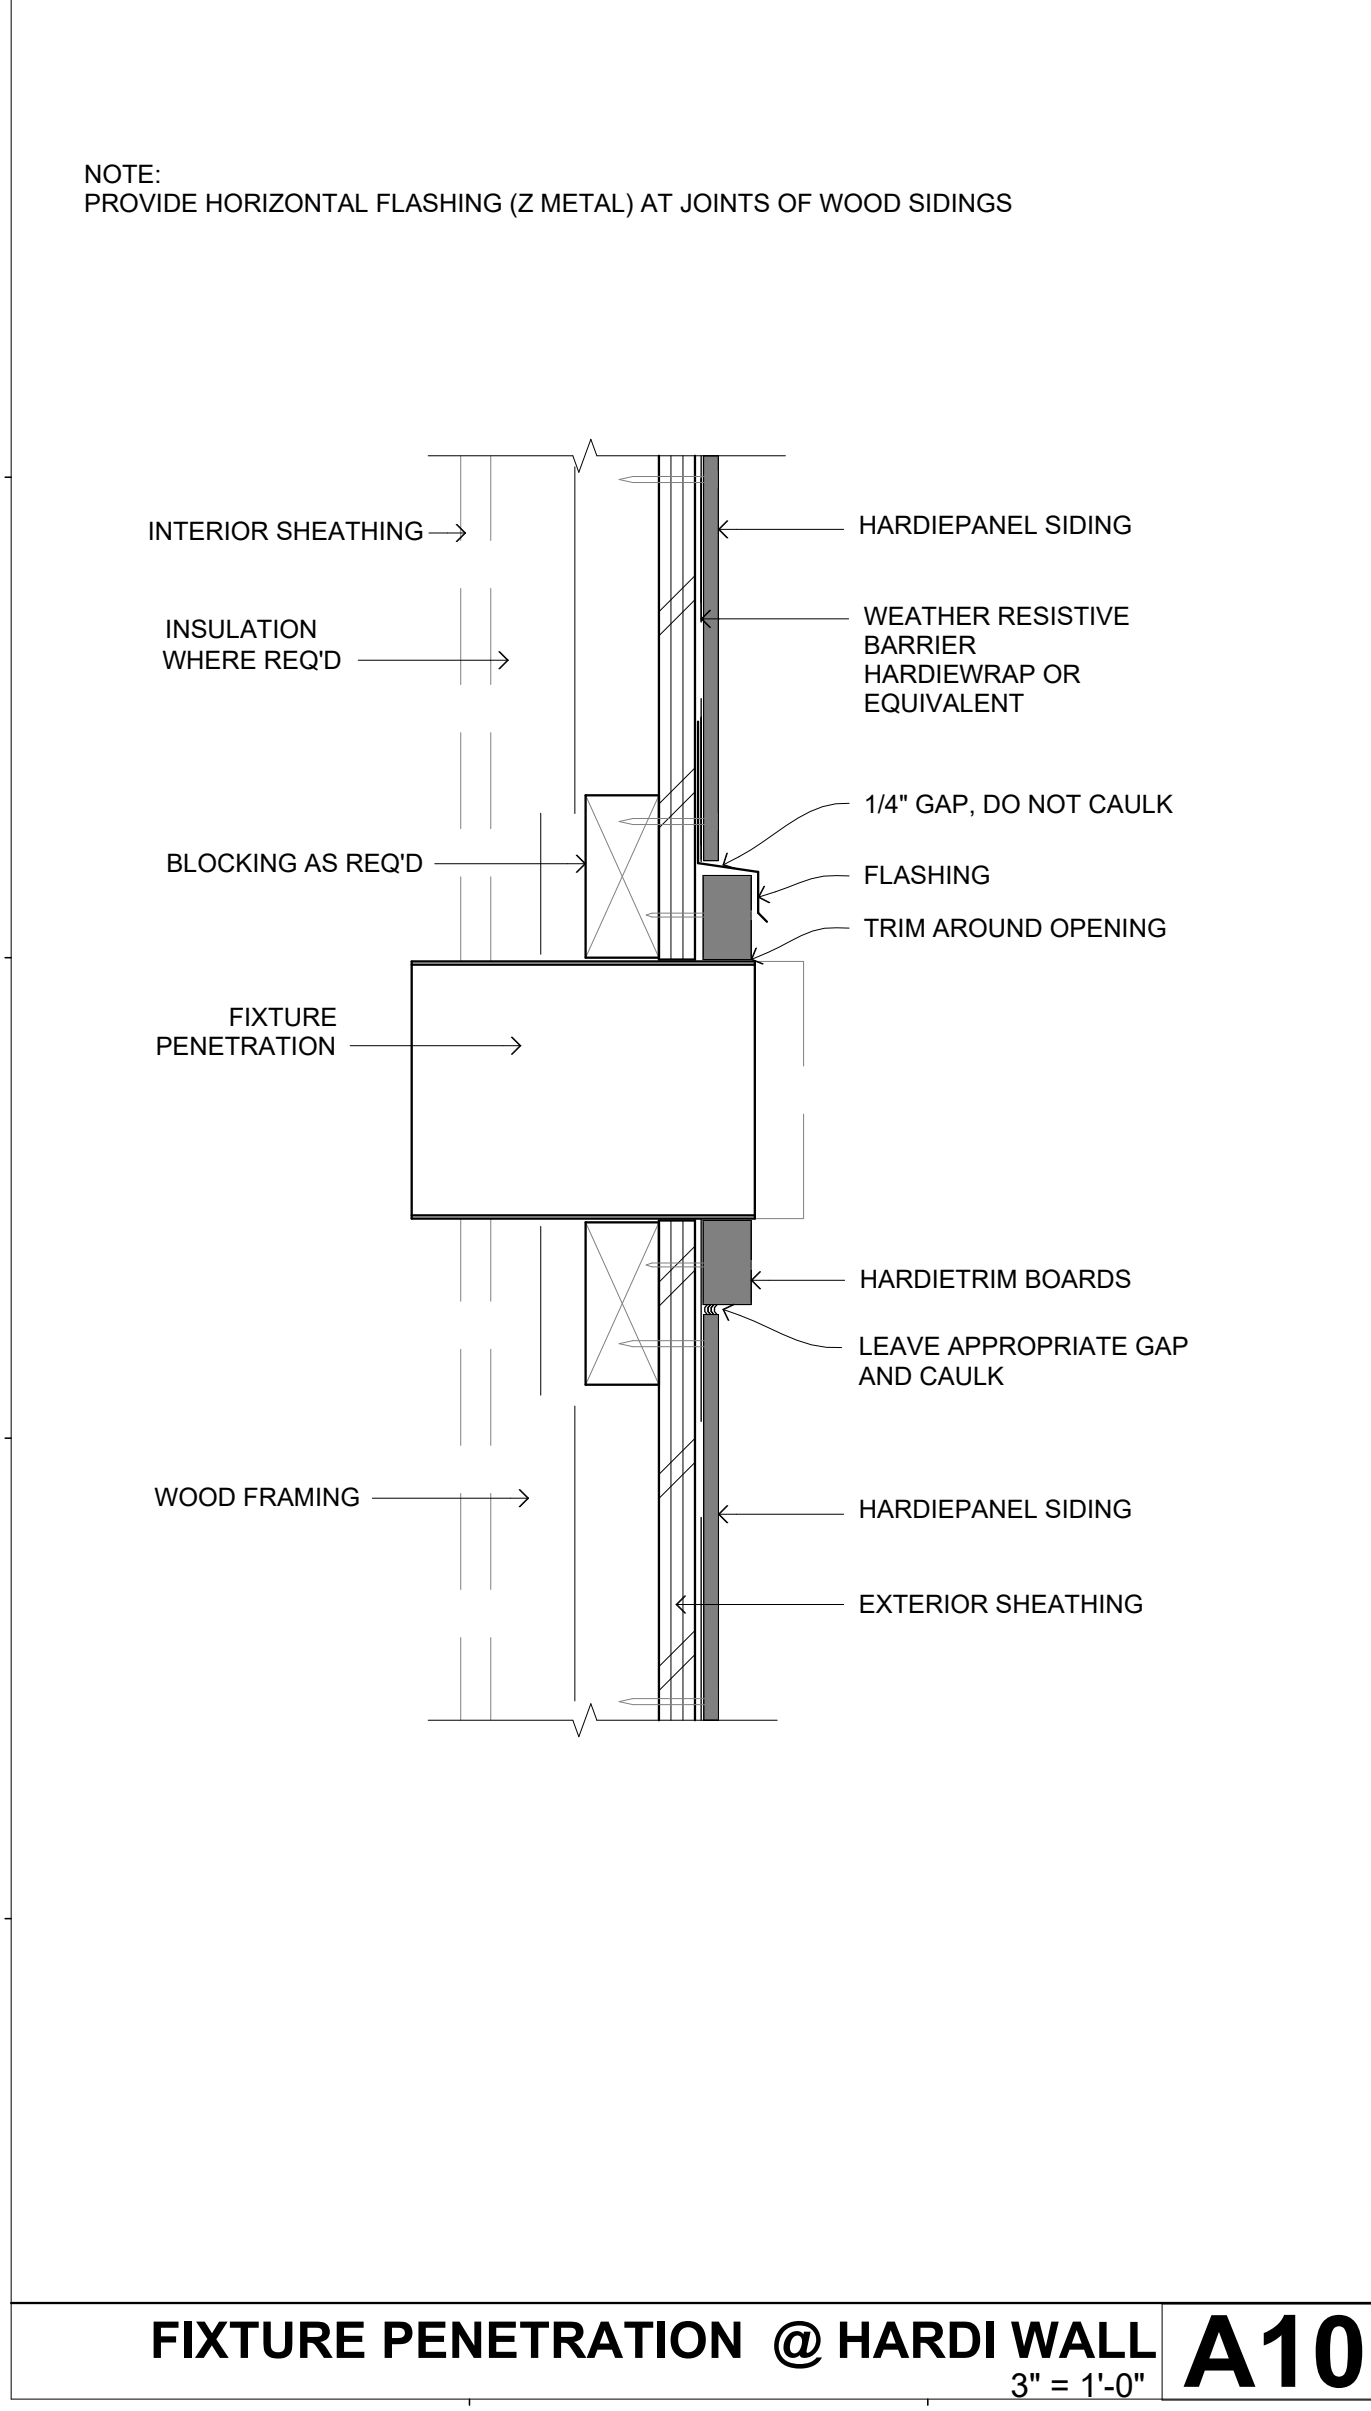 NOTE:
PROVIDE HORIZONTAL FLASHING (Z METAL) AT JOINTS OF WOOD SIDINGS
INTERIOR SHEATHING
INSULATION
WHERE REQ'D
BLOCKING AS REQ'D
FIXTURE
PENETRATION
WOOD FRAMING
HARDIEPANEL SIDING
WEATHER RESISTIVE
BARRIER
HARDIEWRAP OR
EQUIVALENT
1/4" GAP, DO NOT CAULK
FLASHING
TRIM AROUND OPENING
HARDIETRIM BOARDS
LEAVE APPROPRIATE GAP
AND CAULK
HARDIEPANEL SIDING
EXTERIOR SHEATHING
FIXTURE PENETRATION @ HARDI WALL
3" = 1'-0"
A10